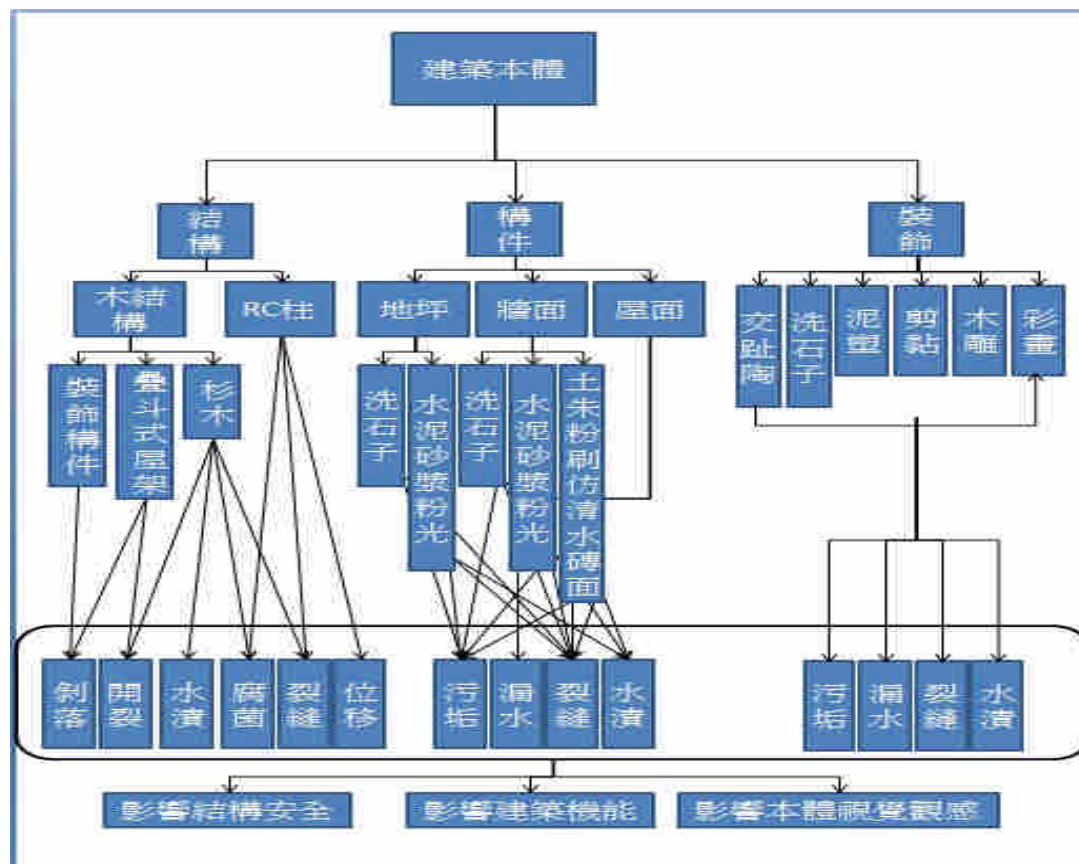 建築本體
結構
構件
裝飾
木結構
RC柱
地坪
牆面
屋面
交趾陶
洗石子
泥塑
剪黏
木雕
彩畫
裝飾構件
疊斗式屋架
杉木
洗石子
水泥砂漿粉光
洗石子
水泥砂漿粉光
土朱粉刷仿清水磚面
剝落
開裂
水漬
腐菌
裂縫
位移
污垢
漏水
裂縫
水漬
污垢
漏水
裂縫
水漬
影響結構安全
影響建築機能
影響本體視覺觀感